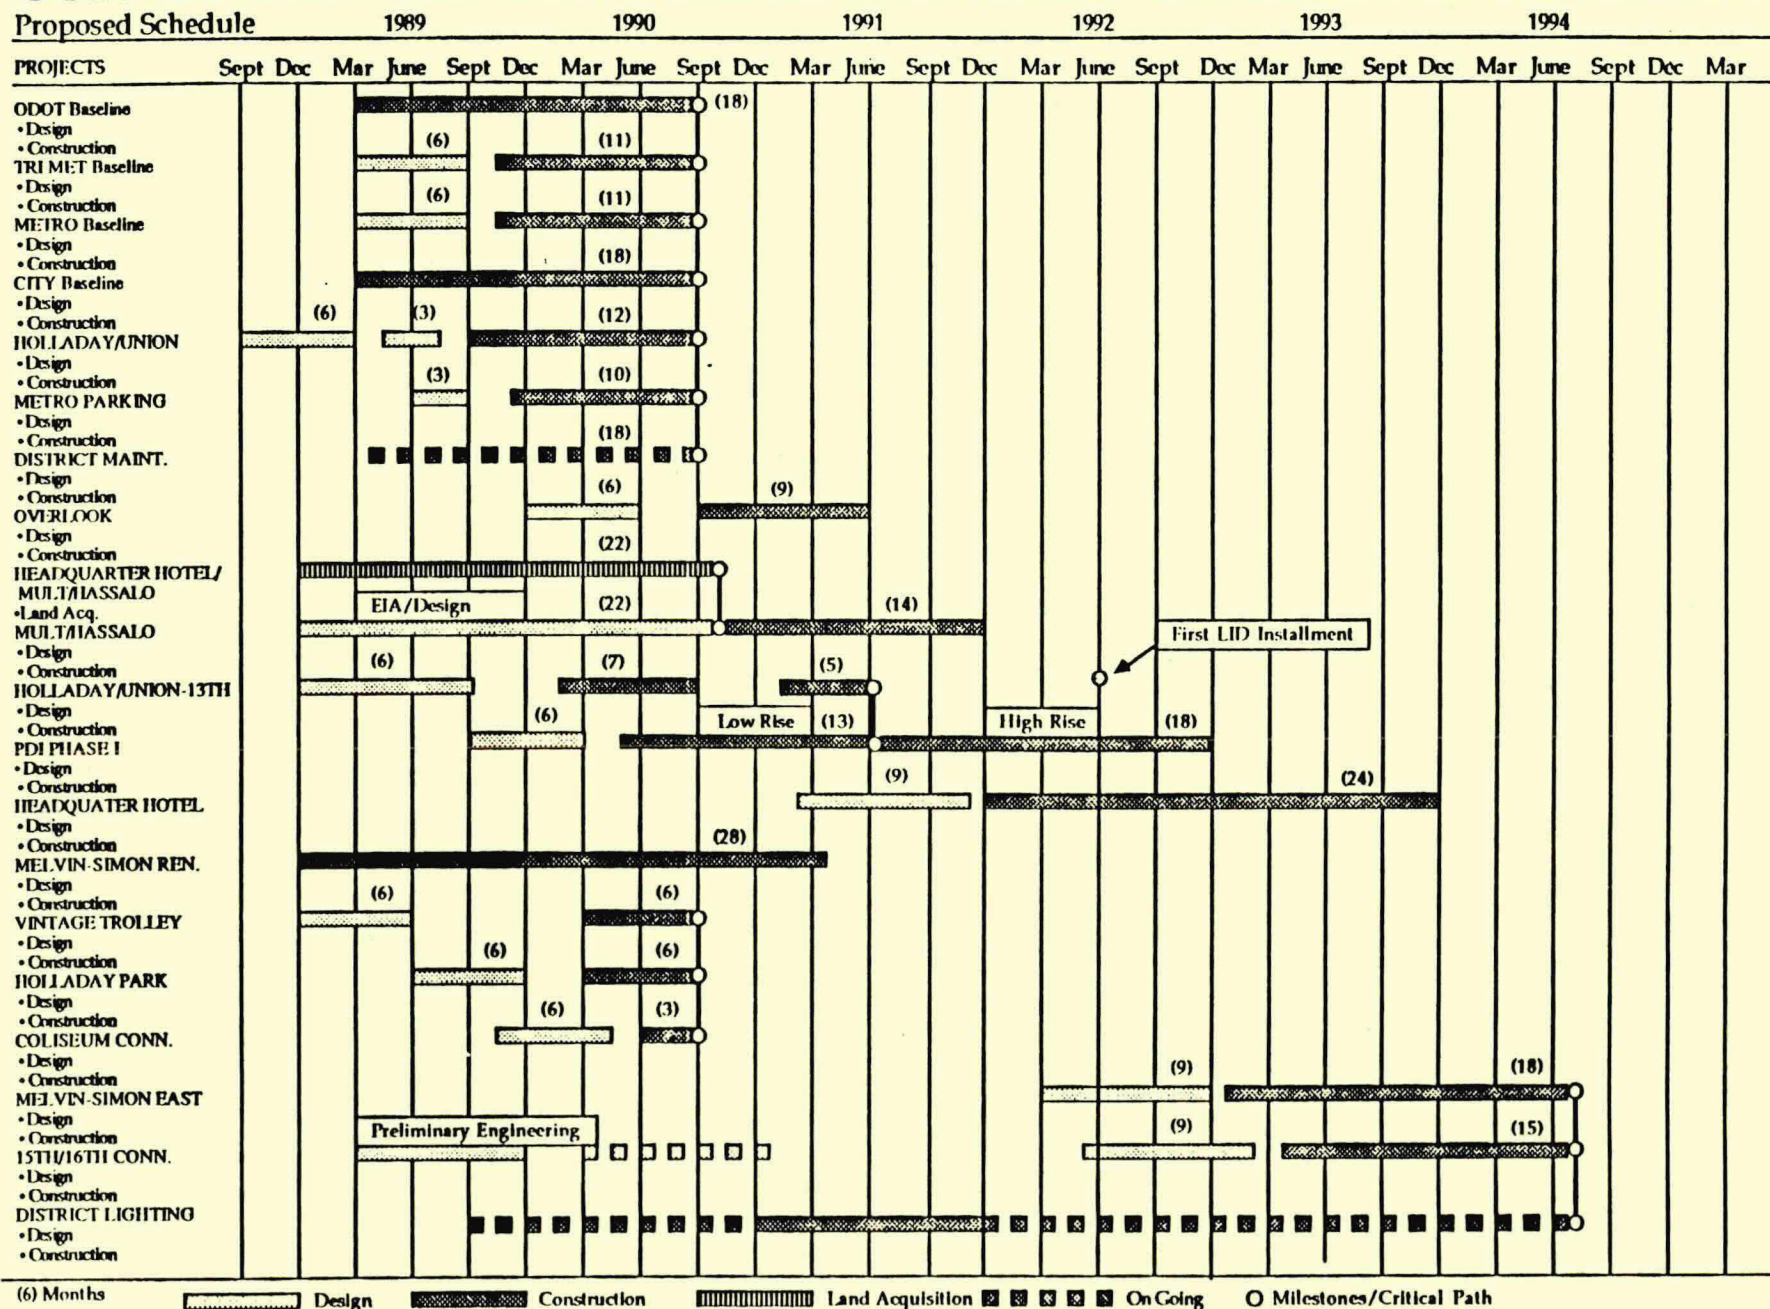 Proposed Schedule 1989 1990 1991 1992 1993 1994
PROJECTS Sept Dec Mar June Sept Dec Mar June Sept Dec Mar June Sept Dec Mar June Sept Dec Mar June Sept Dec Mar June Sept Dec Mar
ODOT Baseline (18)
• Design
• Construction (6) (11)
TRI MET Baseline
• Design
• Construction (6) (11)
METRO Baseline
• Design
• Construction (18)
CITY Baseline
• Design
• Construction (6) (3) (12)
HOLLADAY/UNION
• Design
• Construction (3) (10)
METRO PARKING
• Design
• Construction (18)
DISTRICT MAINT.
• Design
• Construction (6) (9)
OVERLOOK
• Design
• Construction (22)
HEADQUARTER HOTEL/
MULT/HASSALO
•Land Acq. EIA/Design (22) (14)
MULT/HASSALO First LID Installment
• Design
• Construction (6) (7) (5)
HOLLADAY/UNION-13TH
• Design
• Construction (6) Low Rise (13) High Rise (18)
PDI PHASE I
• Design
• Construction (9) (24)
HEADQUATER HOTEL
• Design
• Construction (28)
MELVIN-SIMON REN.
• Design
• Construction (6) (6)
VINTAGE TROLLEY
• Design
• Construction (6) (6)
HOLLADAY PARK
• Design
• Construction (6) (3)
COLISEUM CONN.
• Design
• Construction (9) (18)
MELVIN-SIMON EAST
• Design
• Construction Preliminary Engineering (9) (15)
15TH/16TH CONN.
• Design
• Construction
DISTRICT LIGHTING
• Design
• Construction
(6) Months Design Construction Land Acquisition On Going Milestones/Critical Path